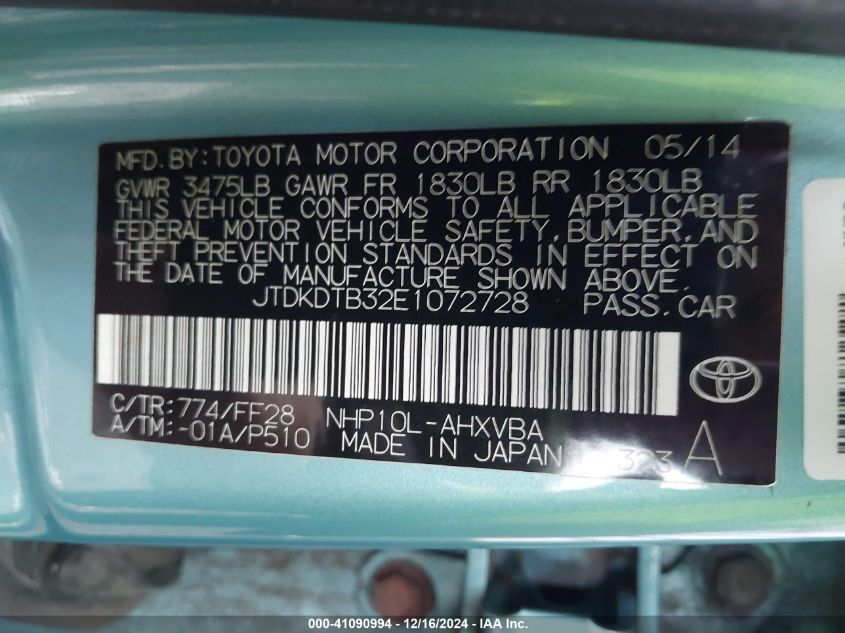 MFD. BY: TOYOTA MOTOR CORPORATION 05/14
GVWR 3475LB GAWR FR 1830LB RR 1830LB
THIS VEHICLE CONFORMS TO ALL APPLICABLE
FEDERAL MOTOR VEHICLE SAFETY, BUMPER, AND
THEFT PREVENTION STANDARDS IN EFFECT ON
THE DATE OF MANUFACTURE SHOWN ABOVE.
JTDKDTB32E1072728 PASS. CAR
C/TR: 774/FF28 NHP10L-AHXVBA
A/TM: -01A/P510 MADE IN JAPAN 323 A
000-41090994 - 12/16/2024 - IAA Inc.